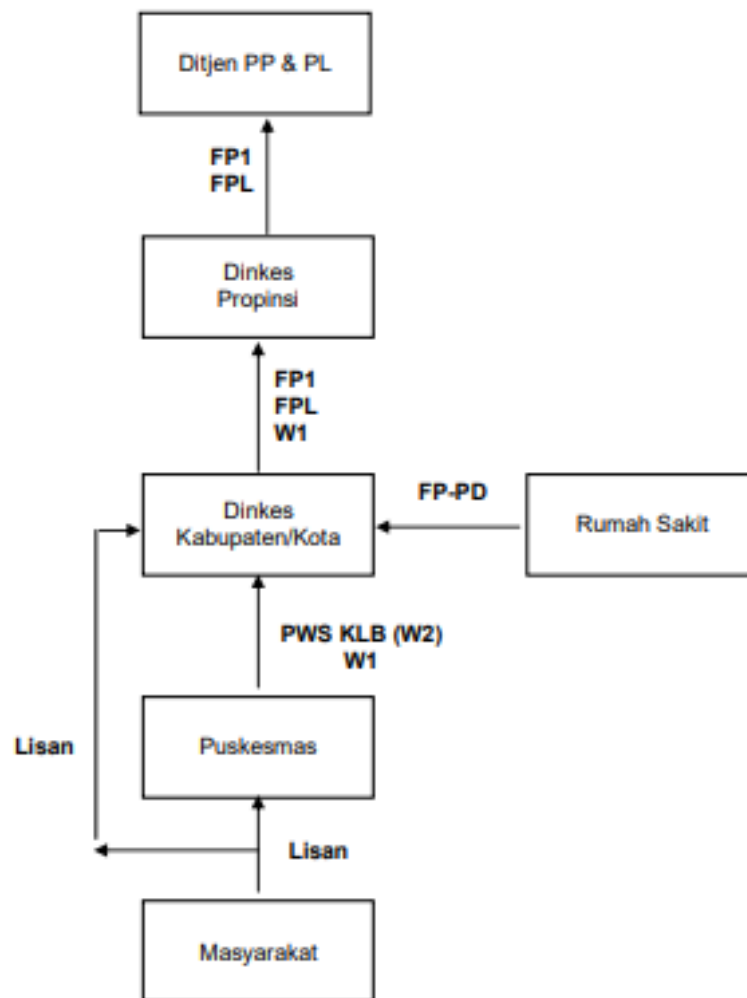 Ditjen PP & PL
FP1
FPL
Dinkes
Propinsi
FP1
FPL
W1
Dinkes
Kabupaten/Kota
FP-PD
Rumah Sakit
PWS KLB (W2)
W1
Puskesmas
Lisan
Lisan
Masyarakat